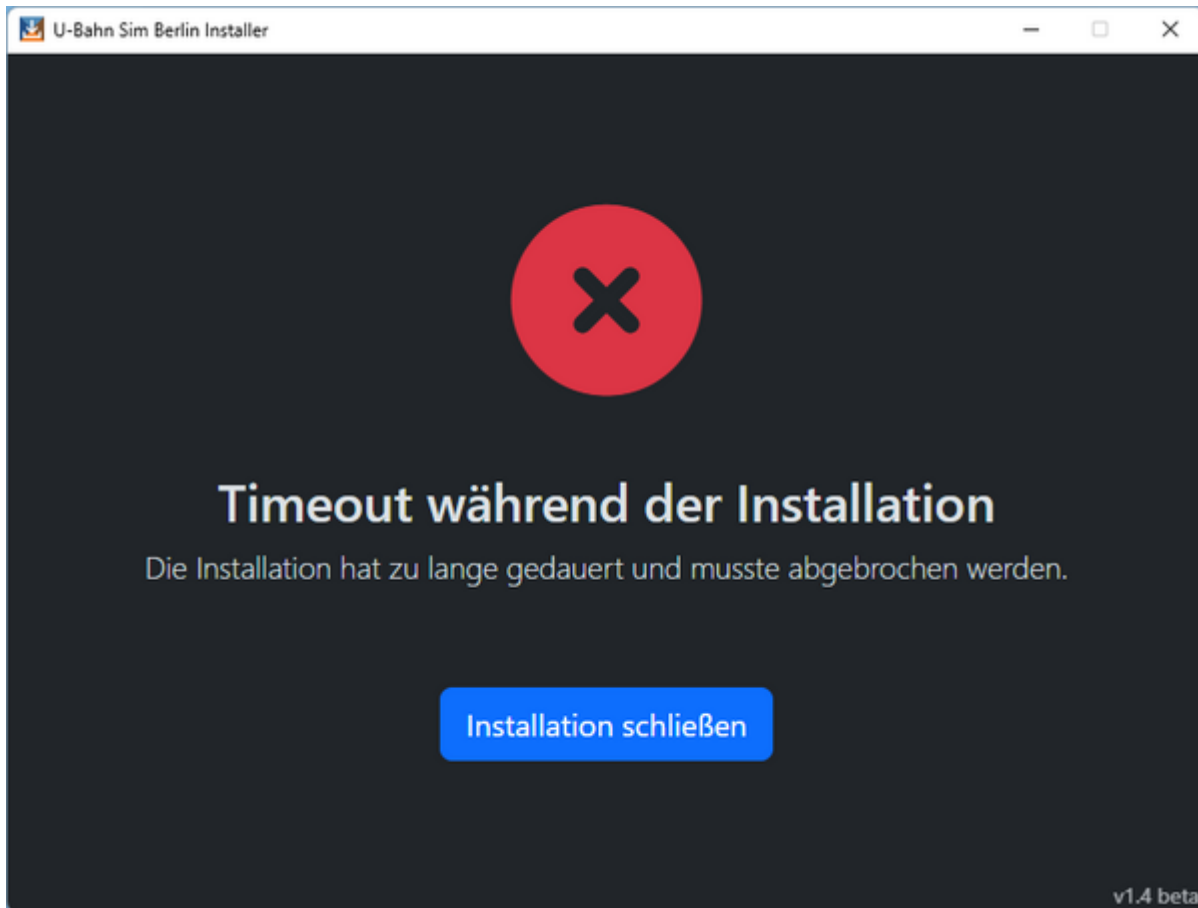 U-Bahn Sim Berlin Installer
Timeout während der Installation
Die Installation hat zu lange gedauert und musste abgebrochen werden.
Installation schließen
v1.4 beta